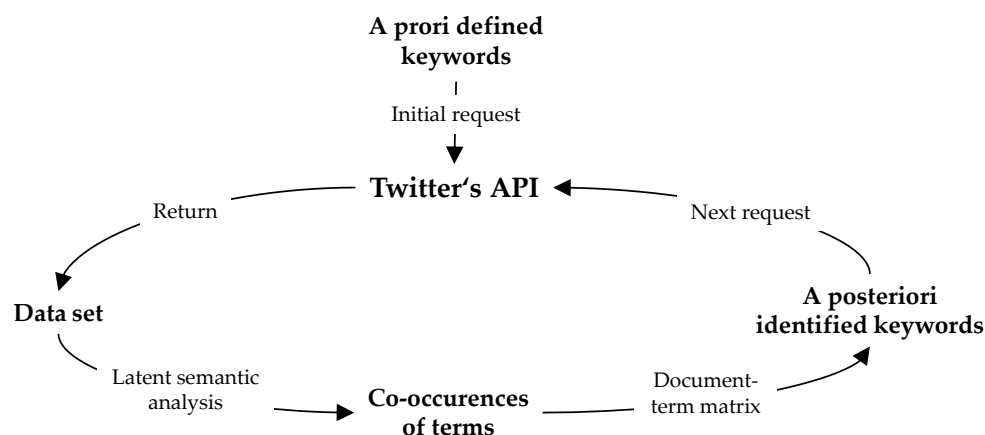 A prori defined
keywords
Initial request
Twitter‘s API
Return
Next request
Data set
A posteriori
identified keywords
Latent semantic
analysis
Co-occurences
of terms
Document-
term matrix